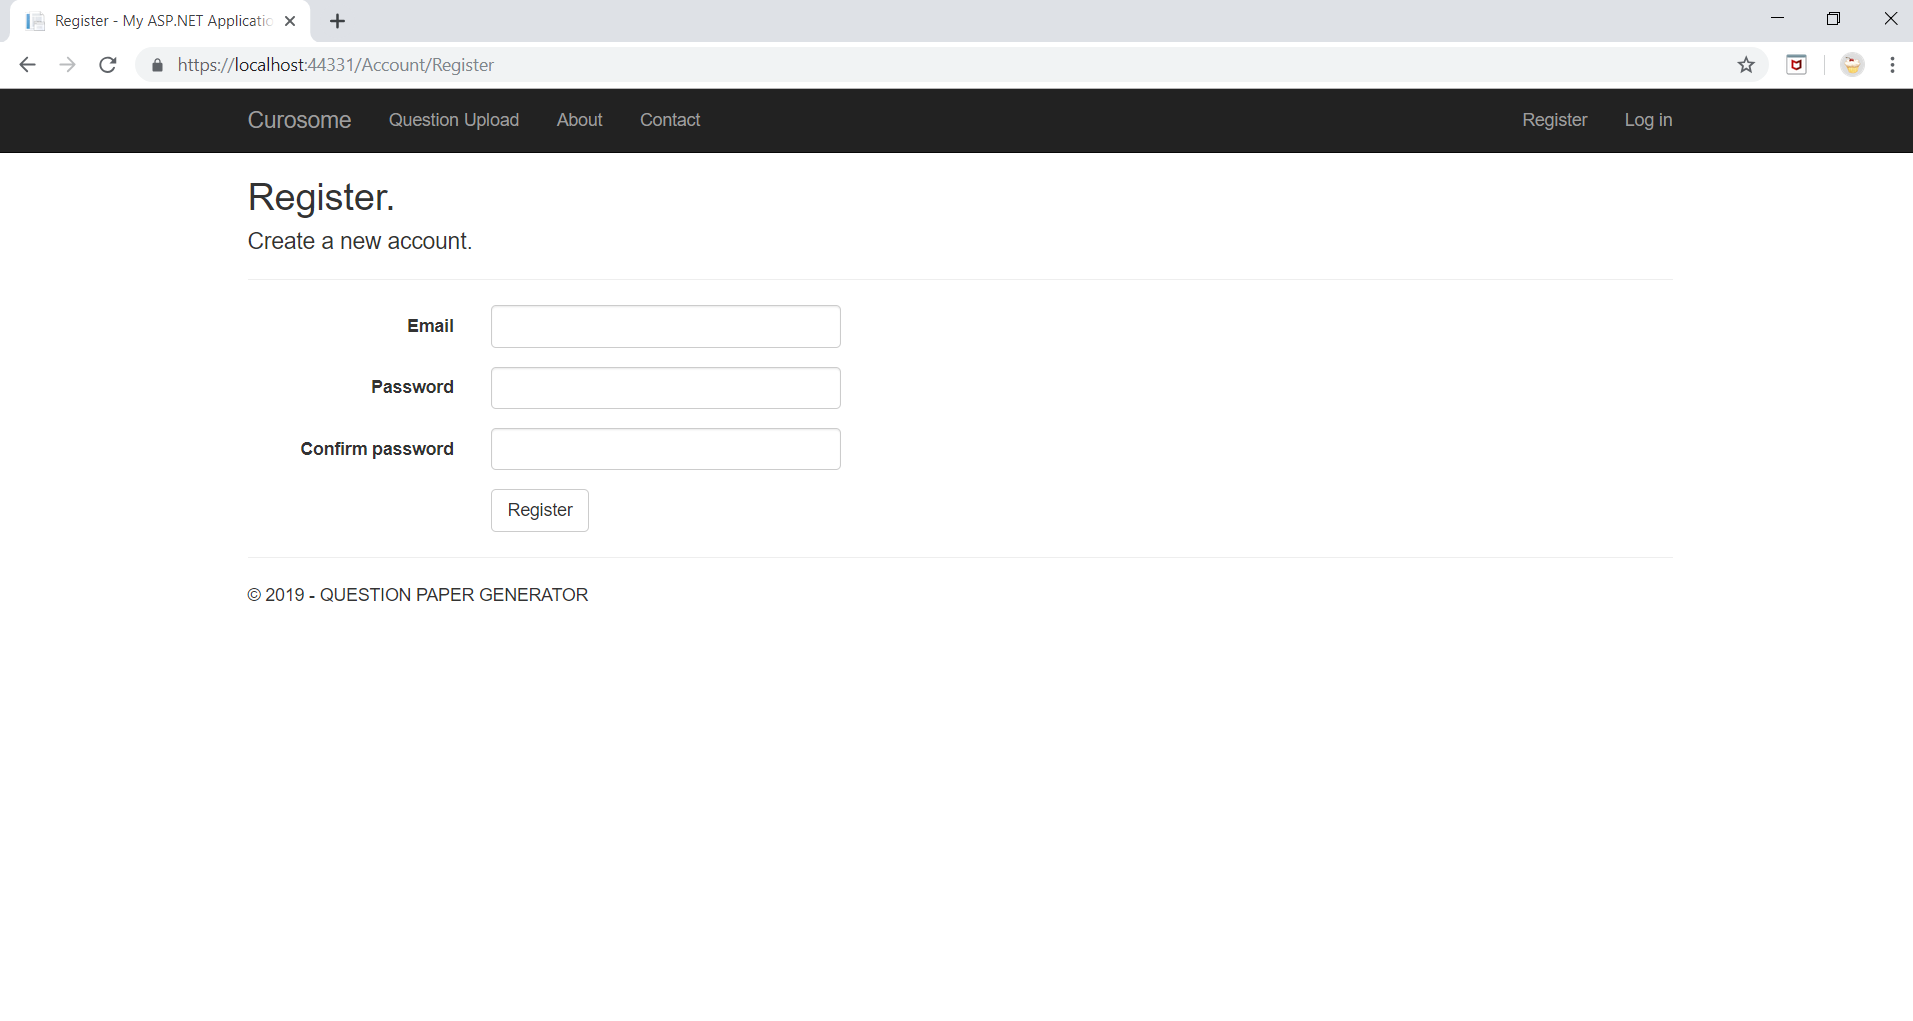 Register - My ASP.NET Applicatio
https://localhost:44331/Account/Register
Curosome Question Upload About Contact Register Log in
Register.
Create a new account.
Email
Password
Confirm password
Register
© 2019 - QUESTION PAPER GENERATOR